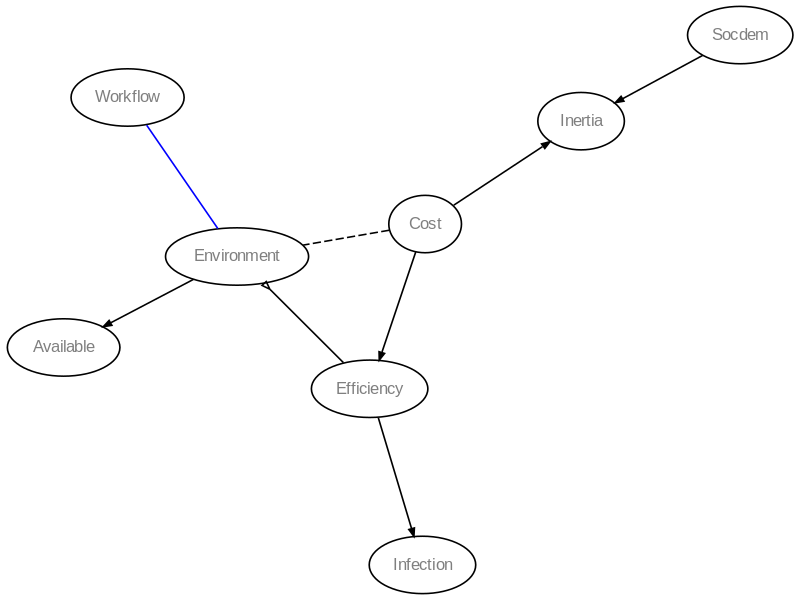 Socdem
Workflow
Inertia
Cost
Environment
Available
Efficiency
Infection